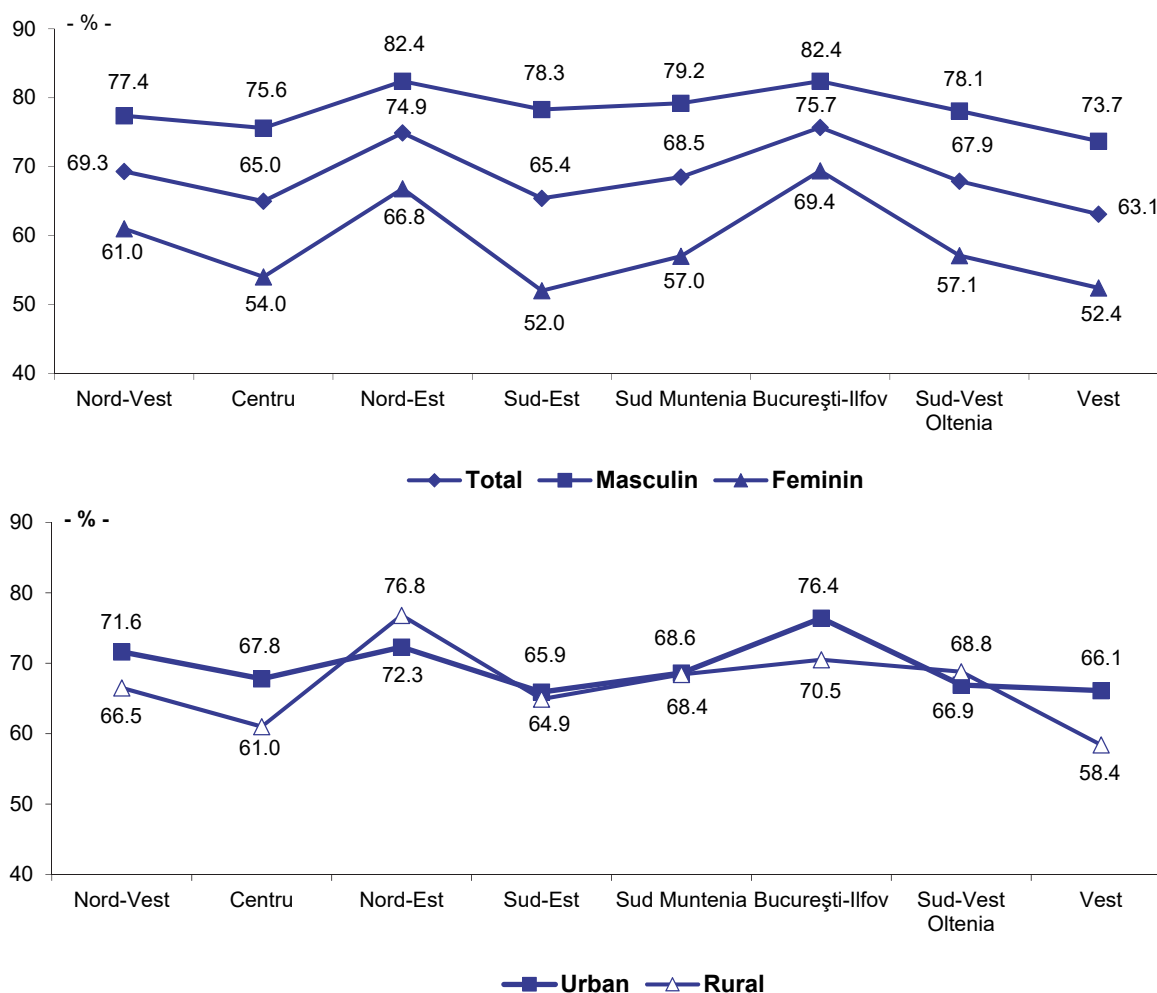 - % -
90
80
70
60
50
40
77.4 75.6 82.4 78.3 79.2 82.4 78.1 73.7
69.3 65.0 74.9 65.4 68.5 75.7 67.9 63.1
61.0 54.0 66.8 52.0 57.0 69.4 57.1 52.4
Nord-Vest Centru Nord-Est Sud-Est Sud Muntenia Bucureşti-Ilfov Sud-Vest Vest
Oltenia
Total Masculin Feminin
- % -
90
80
70
60
50
40
71.6 67.8 72.3 65.9 68.6 76.4 66.9 66.1
66.5 61.0 76.8 64.9 68.4 70.5 68.8 58.4
Nord-Vest Centru Nord-Est Sud-Est Sud Muntenia Bucureşti-Ilfov Sud-Vest Vest
Oltenia
Urban Rural